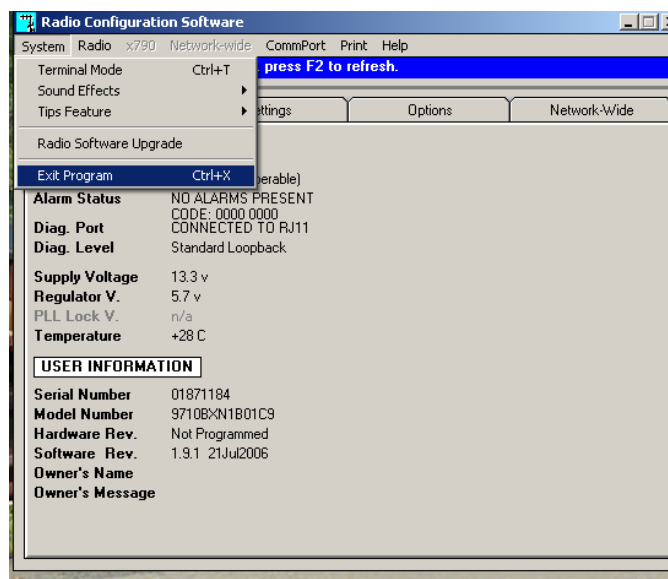 Radio Configuration Software
System Radio x790 Network-wide CommPort Print Help
Terminal Mode Ctrl+T
press F2 to refresh.
Sound Effects
Tips Feature
Options
Network-Wide
Radio Software Upgrade
Exit Program Ctrl+X
Alarm Status NO ALARMS PRESENT
CODE: 0000 0000
Diag. Port CONNECTED TO RJ11
Diag. Level Standard Loopback
Supply Voltage 13.3 v
Regulator V. 5.7 v
PLL Lock V. n/a
Temperature +28 C
USER INFORMATION
Serial Number 01871184
Model Number 9710BXN1B01C9
Hardware Rev. Not Programmed
Software Rev. 1.9.1 21Jul2006
Owner's Name
Owner's Message